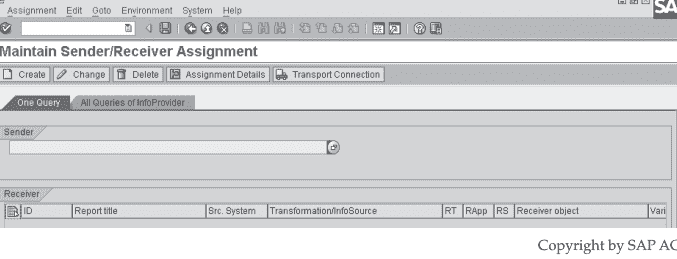 Assignment Edit Goto Environment System Help
SA
Maintain Sender/Receiver Assignment
Create Change Delete Assignment Details Transport Connection
One Query All Queries of InfoProvider
Sender
Receiver
ID Report title Src. System Transformation/InfoSource RT RApp RS Receiver object Vari
Copyright by SAP AG